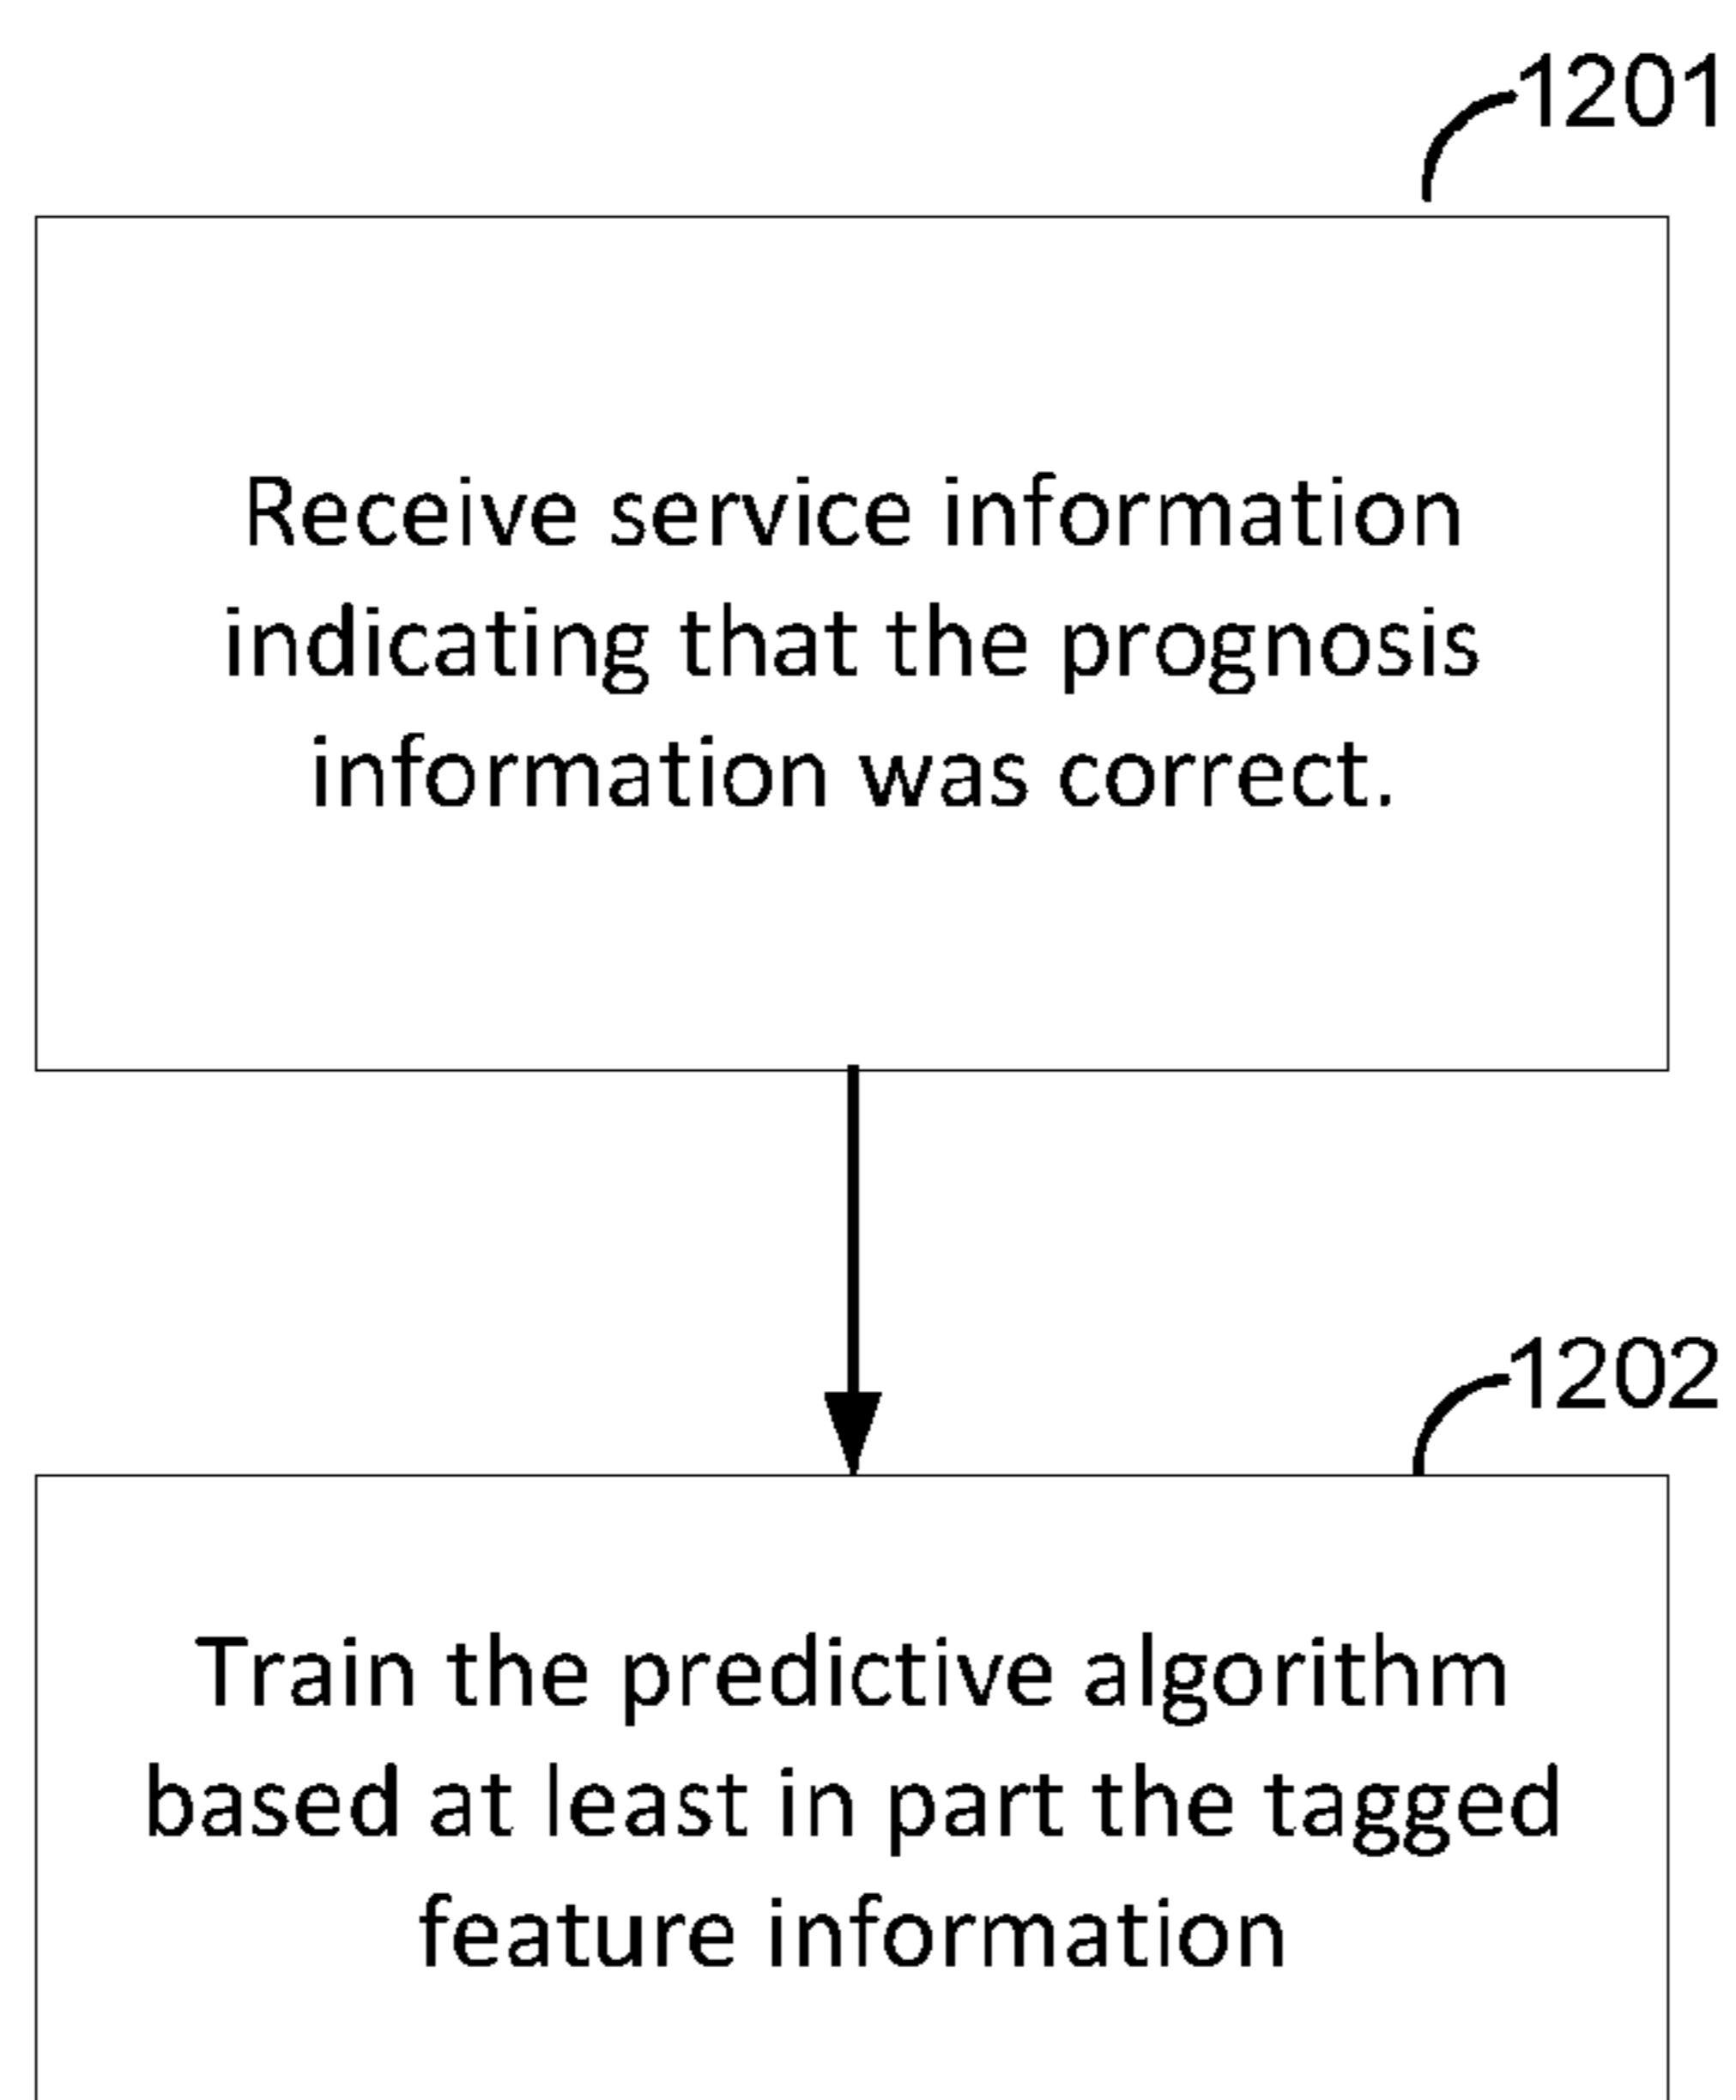 1201
Receive service information
indicating that the prognosis
information was correct.
1202
Train the predictive algorithm
based at least in part the tagged
feature information